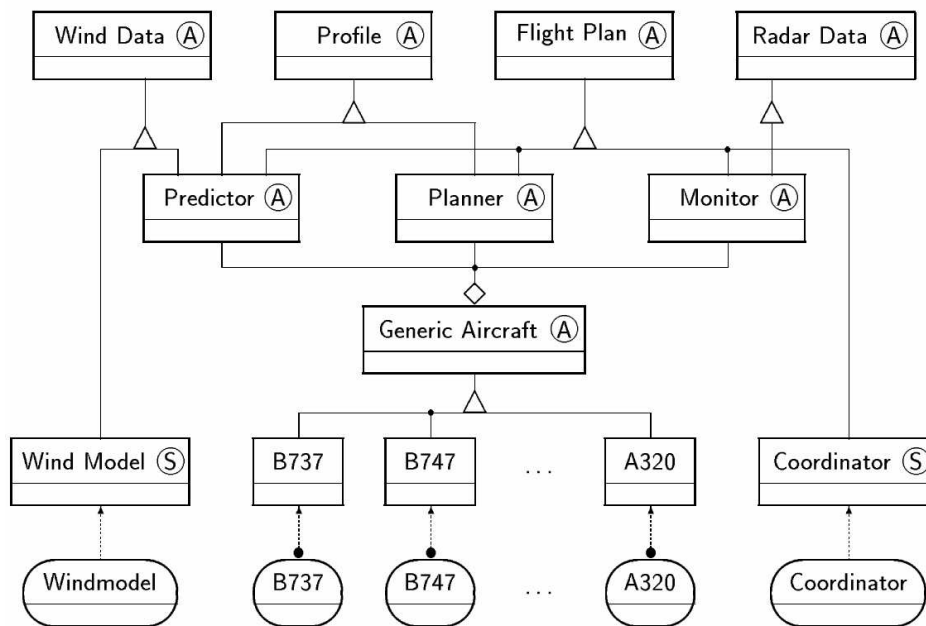 Wind Data A
Profile A
Flight Plan A
Radar Data A
Predictor A
Planner A
Monitor A
Generic Aircraft A
Wind Model S
B737
B747
...
A320
Coordinator S
Windmodel
B737
B747
...
A320
Coordinator